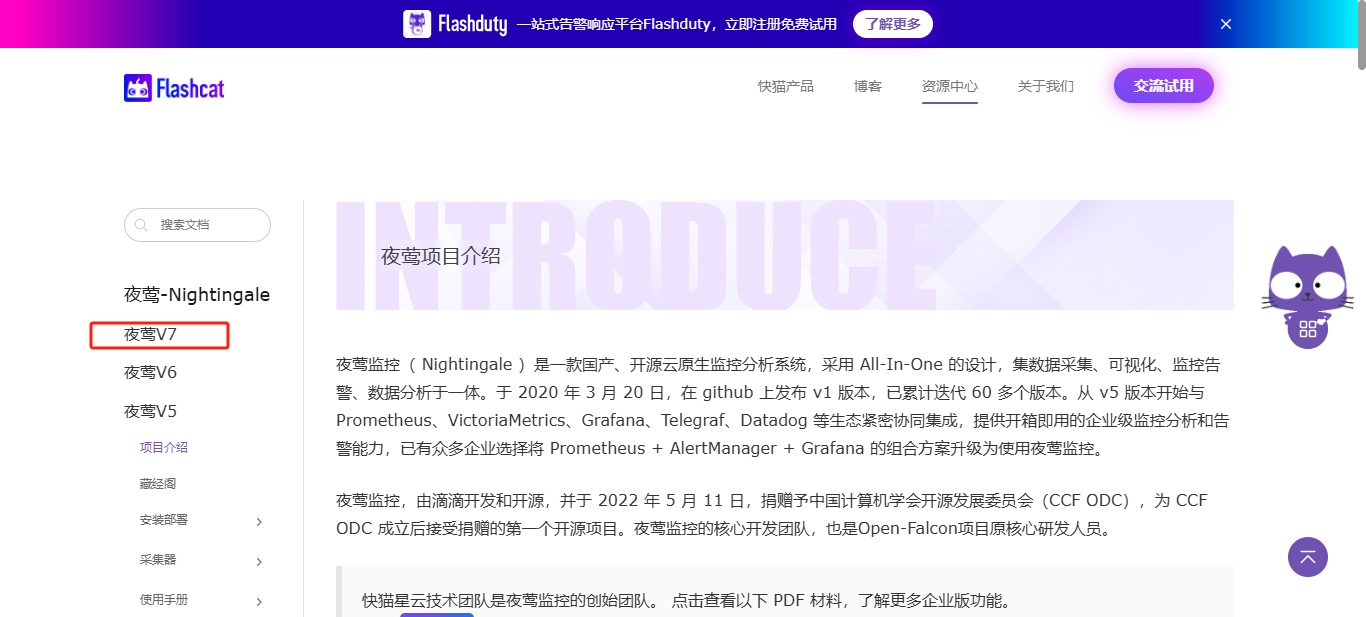 Flashduty 一站式告警响应平台Flashduty，立即注册免费试用 了解更多
Flashcat
快猫产品 博客 资源中心 关于我们 交流试用
搜索文档
夜莺-Nightingale
夜莺V7
夜莺V6
夜莺V5
项目介绍
藏经阁
安装部署
采集器
使用手册
INTRODUCE
夜莺项目介绍
夜莺监控（ Nightingale ）是一款国产、开源云原生监控分析系统，采用 All-In-One 的设计，集数据采集、可视化、监控告
警、数据分析于一体。于 2020 年 3 月 20 日，在 github 上发布 v1 版本，已累计迭代 60 多个版本。从 v5 版本开始与
Prometheus、VictoriaMetrics、Grafana、Telegraf、Datadog 等生态紧密协同集成，提供开箱即用的企业级监控分析和告
警能力，已有众多企业选择将 Prometheus + AlertManager + Grafana 的组合方案升级为使用夜莺监控。
夜莺监控，由滴滴开发和开源，并于 2022 年 5 月 11 日，捐赠予中国计算机学会开源发展委员会（CCF ODC），为 CCF
ODC 成立后接受捐赠的第一个开源项目。夜莺监控的核心开发团队，也是Open-Falcon项目原核心研发人员。
快猫星云技术团队是夜莺监控的创始团队。 点击查看以下 PDF 材料，了解更多企业版功能。